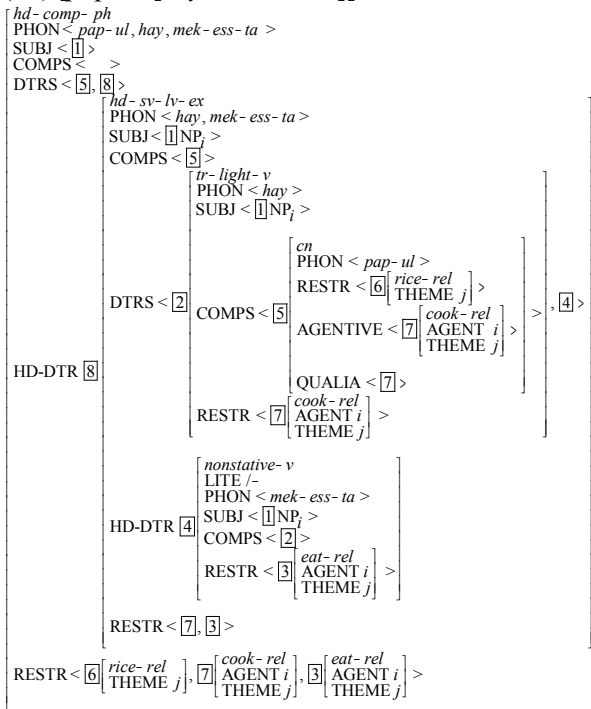 hd-comp-ph
PHON< pap-ul, hay, mek-ess-ta >
SUBJ < 1 >
COMPS < >
DTRS < 5, 8 >
hd-sv-lv-ex
PHON < hay, mek-ess-ta >
SUBJ< 1 NPi >
COMPS < 5 >
tr-light-v
PHON < hay >
SUBJ < 1 NPi >
cn
PHON < pap-ul >
RESTR < 6 rice-rel
THEME j >
DTRS < 2 COMPS < 5 AGENTIVE < 7 cook-rel
AGENT i
THEME j > > , 4 >
HD-DTR 8
QUALIA < 7 >
RESTR < 7 cook-rel
AGENT i
THEME j >
nonstative-v
LITE /-
PHON < mek-ess-ta >
HD-DTR 4 SUBJ < 1 NPi >
COMPS < 2 >
RESTR < 3 eat-rel
AGENT i
THEME j >
RESTR < 7, 3 >
RESTR < 6 rice-rel
THEME j , 7 cook-rel
AGENT i
THEME j , 3 eat-rel
AGENT i
THEME j >